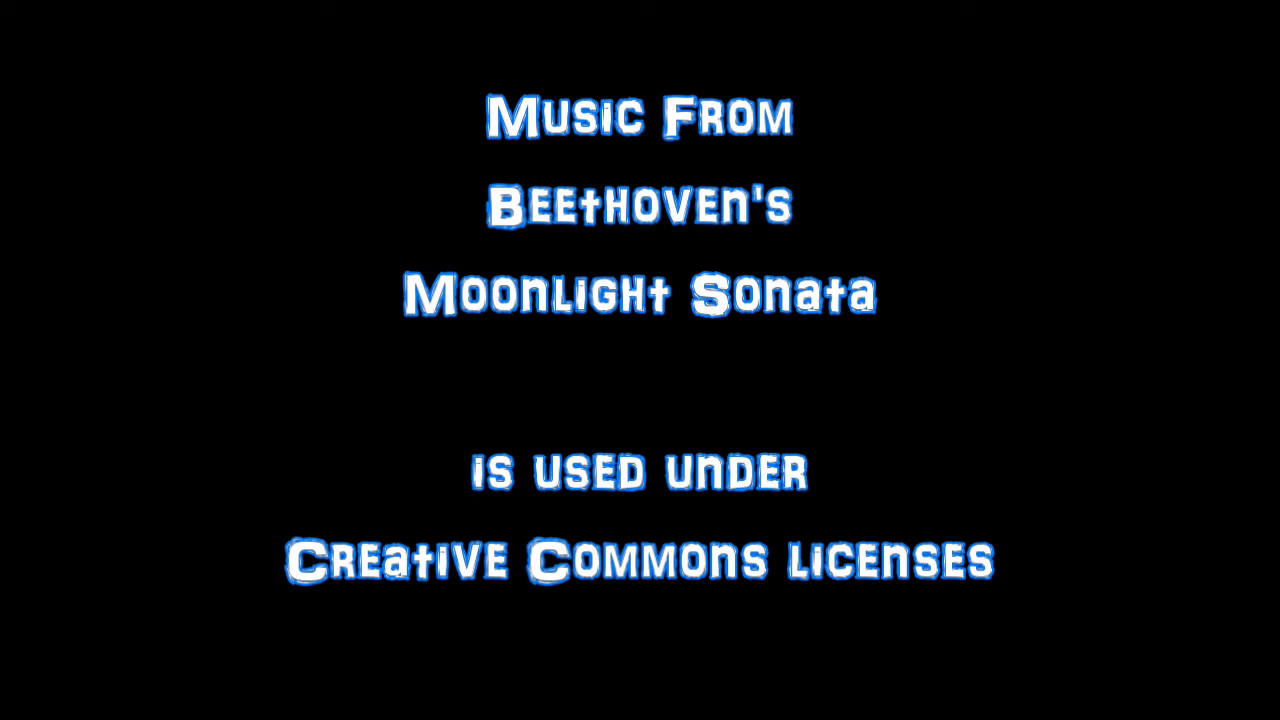 Music From
Beethoven's
Moonlight Sonata
is used under
Creative Commons licenses